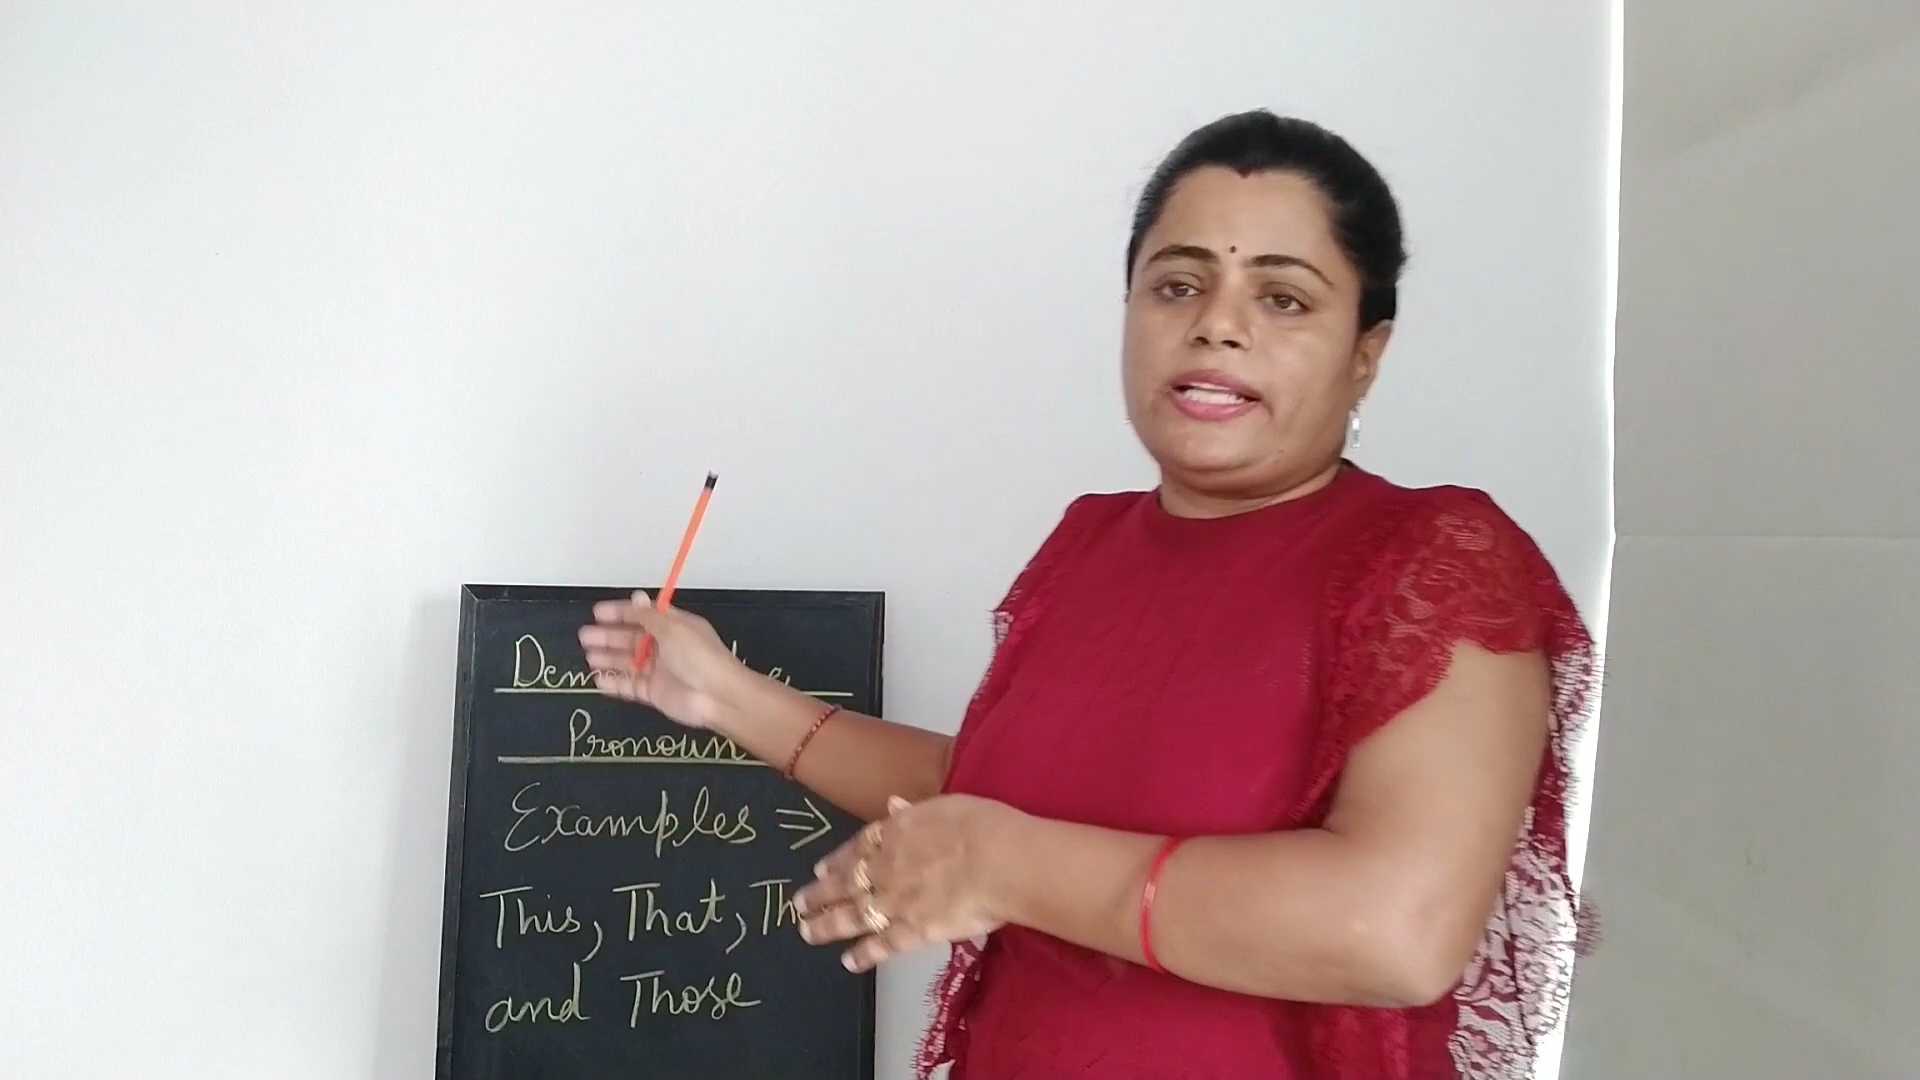 Pronoun
Examples ⇒
This, That,
and Those